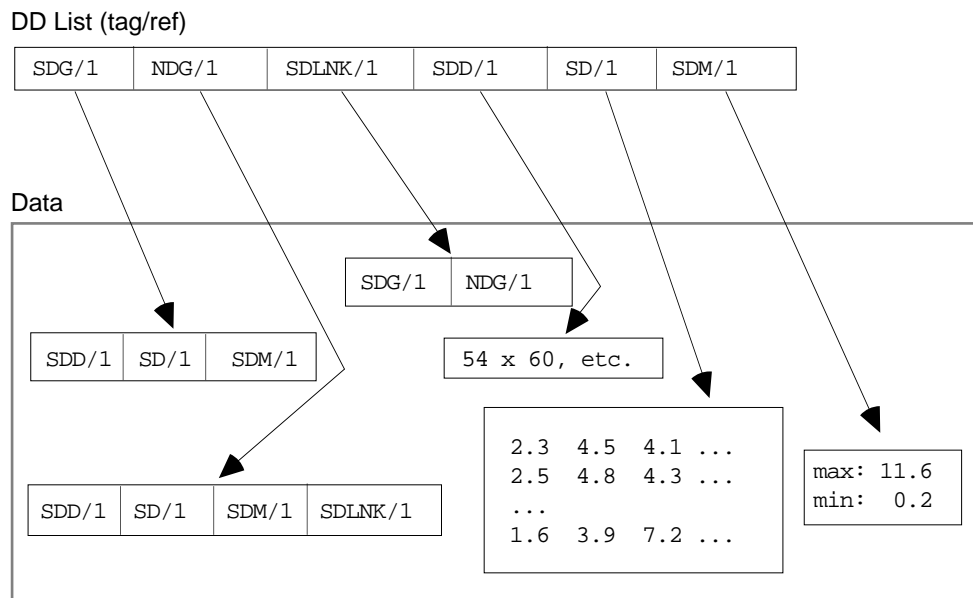 DD List (tag/ref)
SDG/1 NDG/1 SDLNK/1 SDD/1 SD/1 SDM/1
Data
SDG/1 NDG/1
SDD/1 SD/1 SDM/1
54 x 60, etc.
2.3 4.5 4.1 ...
2.5 4.8 4.3 ...
...
1.6 3.9 7.2 ...
max: 11.6
min: 0.2
SDD/1 SD/1 SDM/1 SDLNK/1